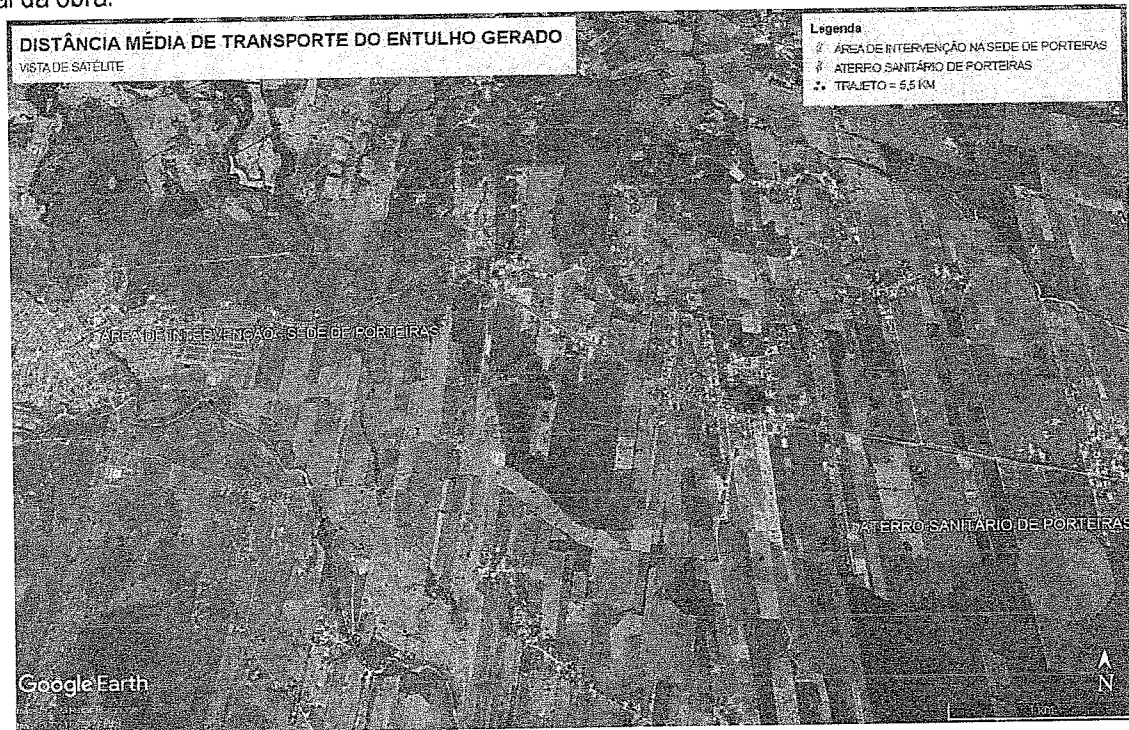 al da obra.
DISTÂNCIA MÉDIA DE TRANSPORTE DO ENTULHO GERADO
VISTA DE SATÉLITE
Legenda
ÁREA DE INTERVENÇÃO NA SEDE DE PORTEIRAS
ATERRO SANITÁRIO DE PORTEIRAS
TRAJETO = 5,5 KM
ÁREA DE INTERVENÇÃO - SEDE DE PORTEIRAS
ATERRO SANITÁRIO DE PORTEIRAS
Google Earth
N
1 km